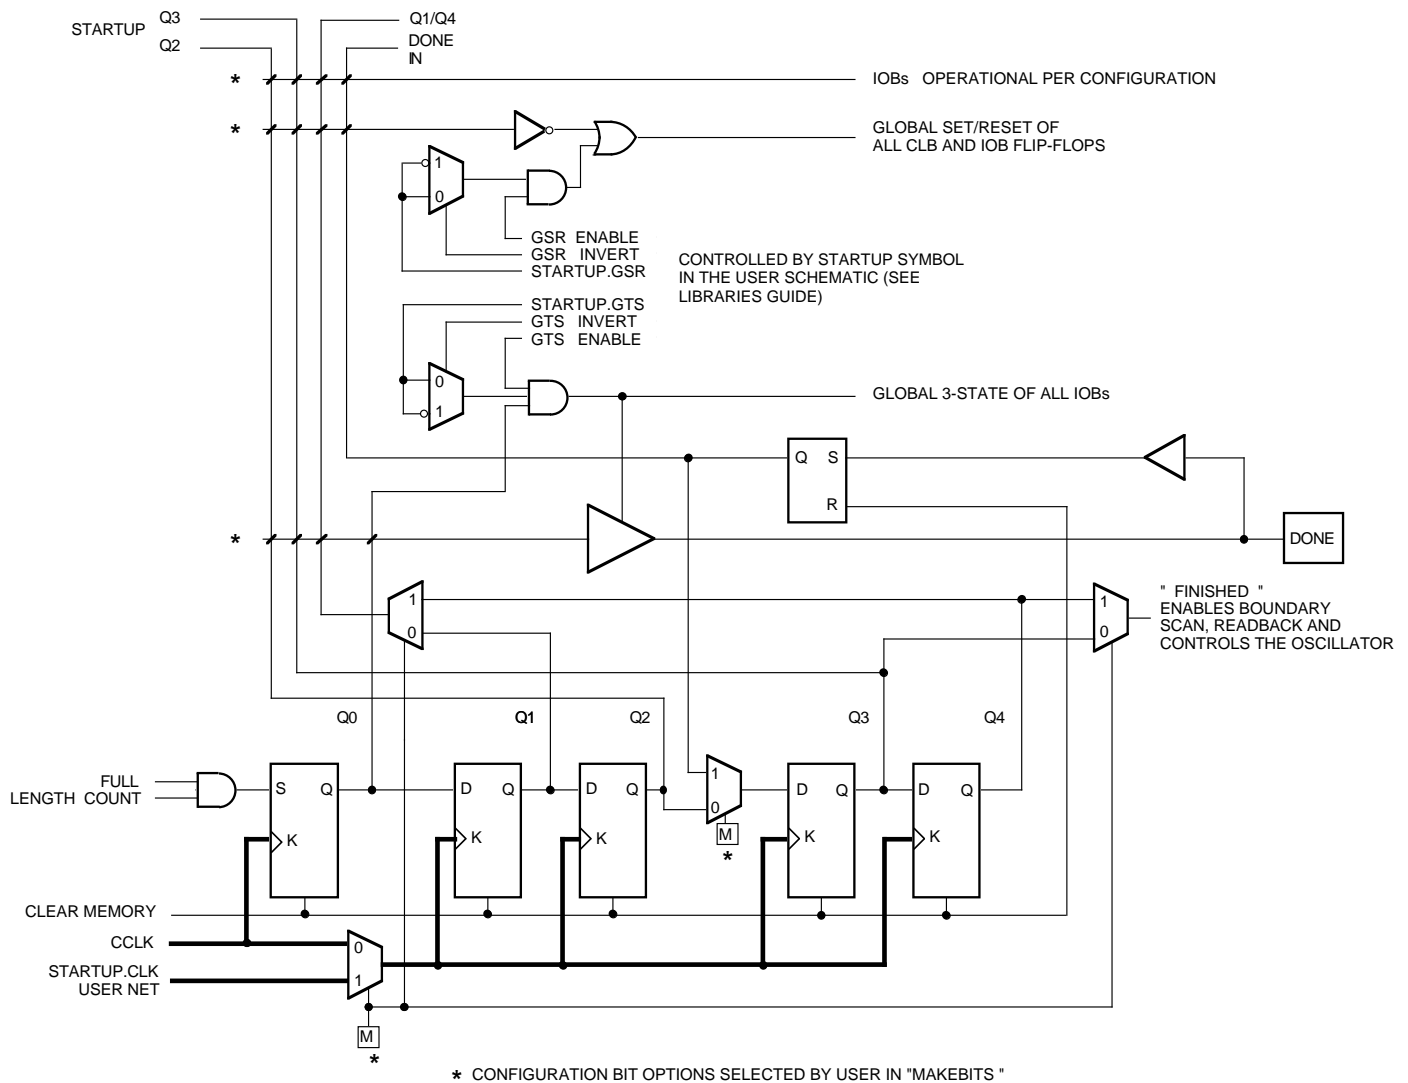 STARTUP
Q3
Q2
Q1/Q4
DONE
IN
*
IOBs OPERATIONAL PER CONFIGURATION
*
GLOBAL SET/RESET OF
ALL CLB AND IOB FLIP-FLOPS
1
0
GSR ENABLE
GSR INVERT
STARTUP.GSR
CONTROLLED BY STARTUP SYMBOL
IN THE USER SCHEMATIC (SEE
LIBRARIES GUIDE)
STARTUP.GTS
GTS INVERT
GTS ENABLE
0
1
GLOBAL 3-STATE OF ALL IOBs
Q S
R
*
DONE
1
0
1
0
" FINISHED "
ENABLES BOUNDARY
SCAN, READBACK AND
CONTROLS THE OSCILLATOR
Q0
Q1
Q2
Q3
Q4
FULL
LENGTH COUNT
S Q
K
D Q
K
D Q
K
1
0
M
*
D Q
K
D Q
K
CLEAR MEMORY
CCLK
STARTUP.CLK
USER NET
0
1
M
*
* CONFIGURATION BIT OPTIONS SELECTED BY USER IN "MAKEBITS "